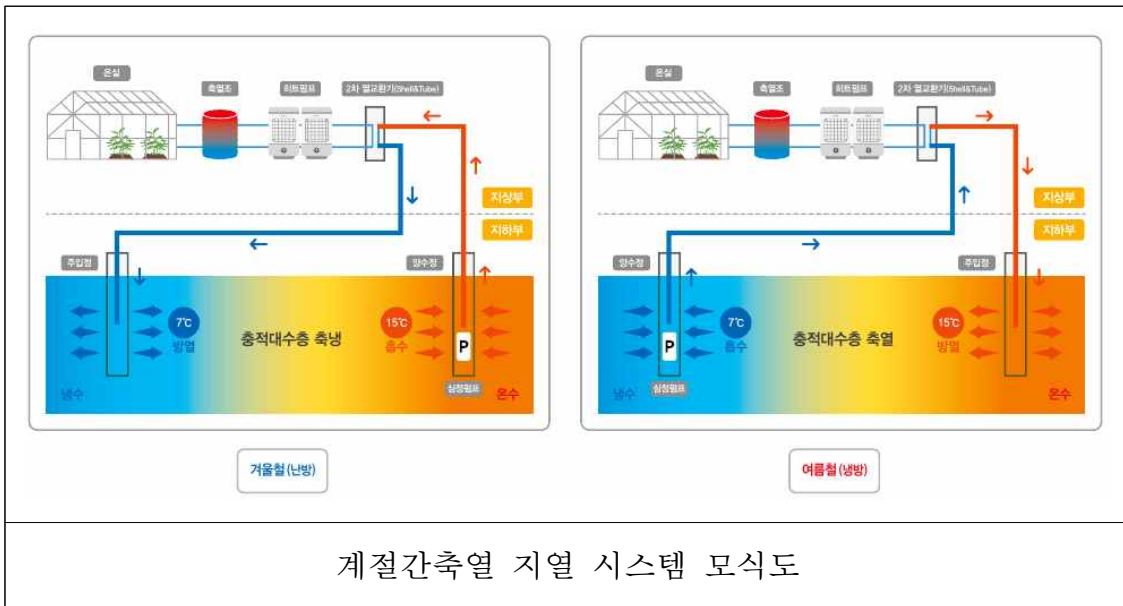 온실
축열조
히트펌프
2차 열교환기(Shell&Tube)
지상부
지하부
주입정
양수정
7℃
방열
충적대수층 축냉
15℃
흡수
P
심정펌프
냉수
온수
겨울철(난방)
온실
축열조
히트펌프
2차 열교환기(Shell&Tube)
지상부
지하부
양수정
주입정
7℃
흡수
충적대수층 축열
15℃
방열
P
심정펌프
냉수
온수
여름철(냉방)
계절간축열 지열 시스템 모식도